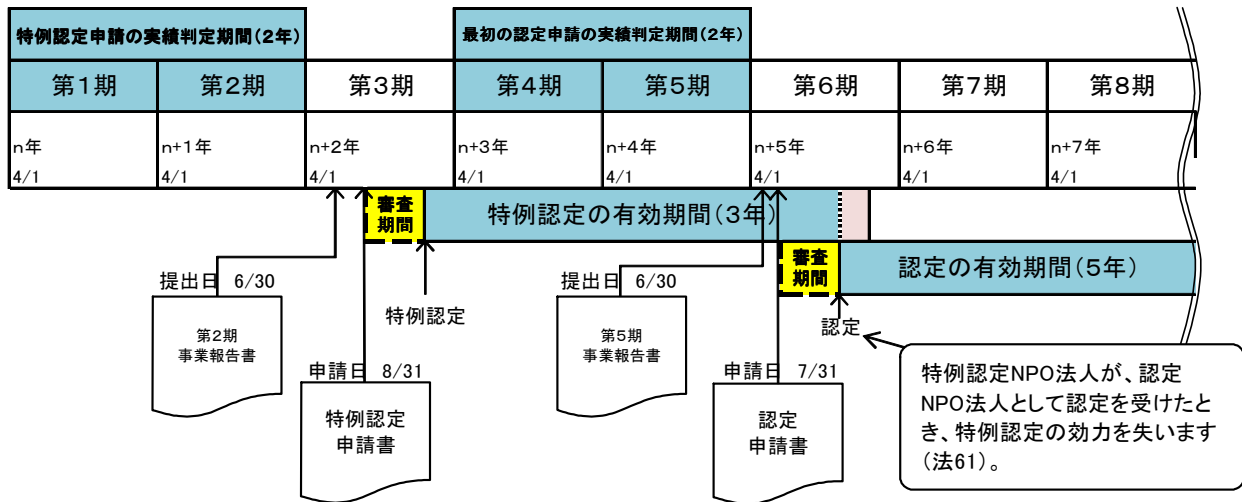 特例認定申請の実績判定期間(2年)
最初の認定申請の実績判定期間(2年)
第1期
第2期
第3期
第4期
第5期
第6期
第7期
第8期
n年
n+1年
n+2年
n+3年
n+4年
n+5年
n+6年
n+7年
4/1
4/1
4/1
4/1
4/1
4/1
4/1
4/1
審査
期間
特例認定の有効期間(3年)
審査
期間
認定の有効期間(5年)
提出日 6/30
特例認定
提出日 6/30
認定
第2期
事業報告書
第5期
事業報告書
申請日 8/31
申請日 7/31
特例認定
申請書
認定
申請書
特例認定NPO法人が、認定
NPO法人として認定を受けたと
き、特例認定の効力を失います
(法61)。